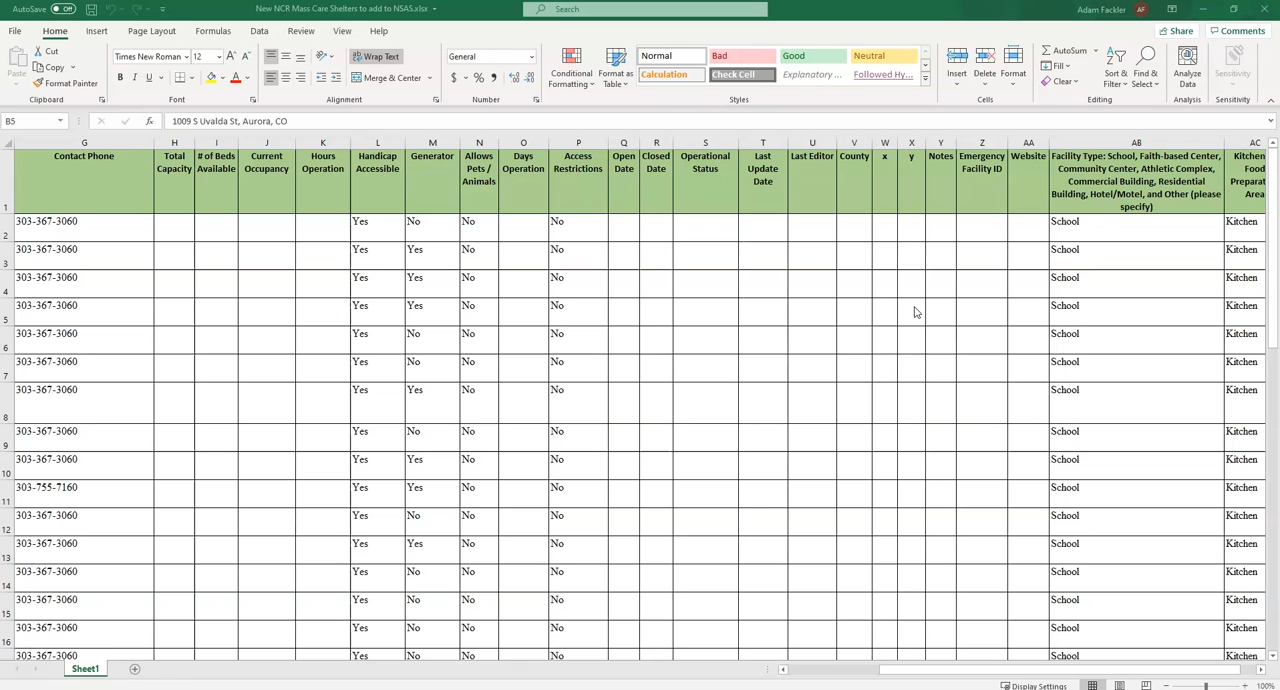 AutoSave Off New NCR Mass Care Shelters to add to NSAS.xlsx Search Adam Fackler AF
File Home Insert Page Layout Formulas Data Review View Help Share Comments
Paste Cut Copy Format Painter Clipboard
Times New Roman 12 A A B I U A Font
Wrap Text Merge & Center Alignment
General $ % 9 Number
Conditional Formatting Format as Table Normal Bad Good Neutral
Calculation Check Cell Explanatory ... Followed Hy... Styles
Insert Delete Format Cells
AutoSum Fill Clear Sort & Filter Find & Select Editing
Analyze Data Analysis Sensitivity Sensitivity
B5 fx 1009 S Uvalda St, Aurora, CO
G H I J K L M N O P Q R S T U V W X Y Z AA AB AC
1 Contact Phone Total Capacity # of Beds Available Current Occupancy Hours Operation Handicap Accessible Generator Allows Pets / Animals Days Operation Access Restrictions Open Date Closed Date Operational Status Last Update Date Last Editor County x y Notes Emergency Facility ID Website Facility Type: School, Faith-based Center, Community Center, Athletic Complex, Commercial Building, Residential Building, Hotel/Motel, and Other (please specify) Kitchen Food Preparat Area
2 303-367-3060 Yes No No No School Kitchen
3 303-367-3060 Yes Yes No No School Kitchen
4 303-367-3060 Yes Yes No No School Kitchen
5 303-367-3060 Yes Yes No No School Kitchen
6 303-367-3060 Yes No No No School Kitchen
7 303-367-3060 Yes No No No School Kitchen
8 303-367-3060 Yes Yes No No School Kitchen
9 303-367-3060 Yes No No No School Kitchen
10 303-367-3060 Yes Yes No No School Kitchen
11 303-755-7160 Yes Yes No No School Kitchen
12 303-367-3060 Yes No No No School Kitchen
13 303-367-3060 Yes Yes No No School Kitchen
14 303-367-3060 Yes No No No School Kitchen
15 303-367-3060 Yes No No No School Kitchen
16 303-367-3060 Yes No No No School Kitchen
303-367-3060 Yes No No No School Kitchen
Sheet1
Display Settings 100%